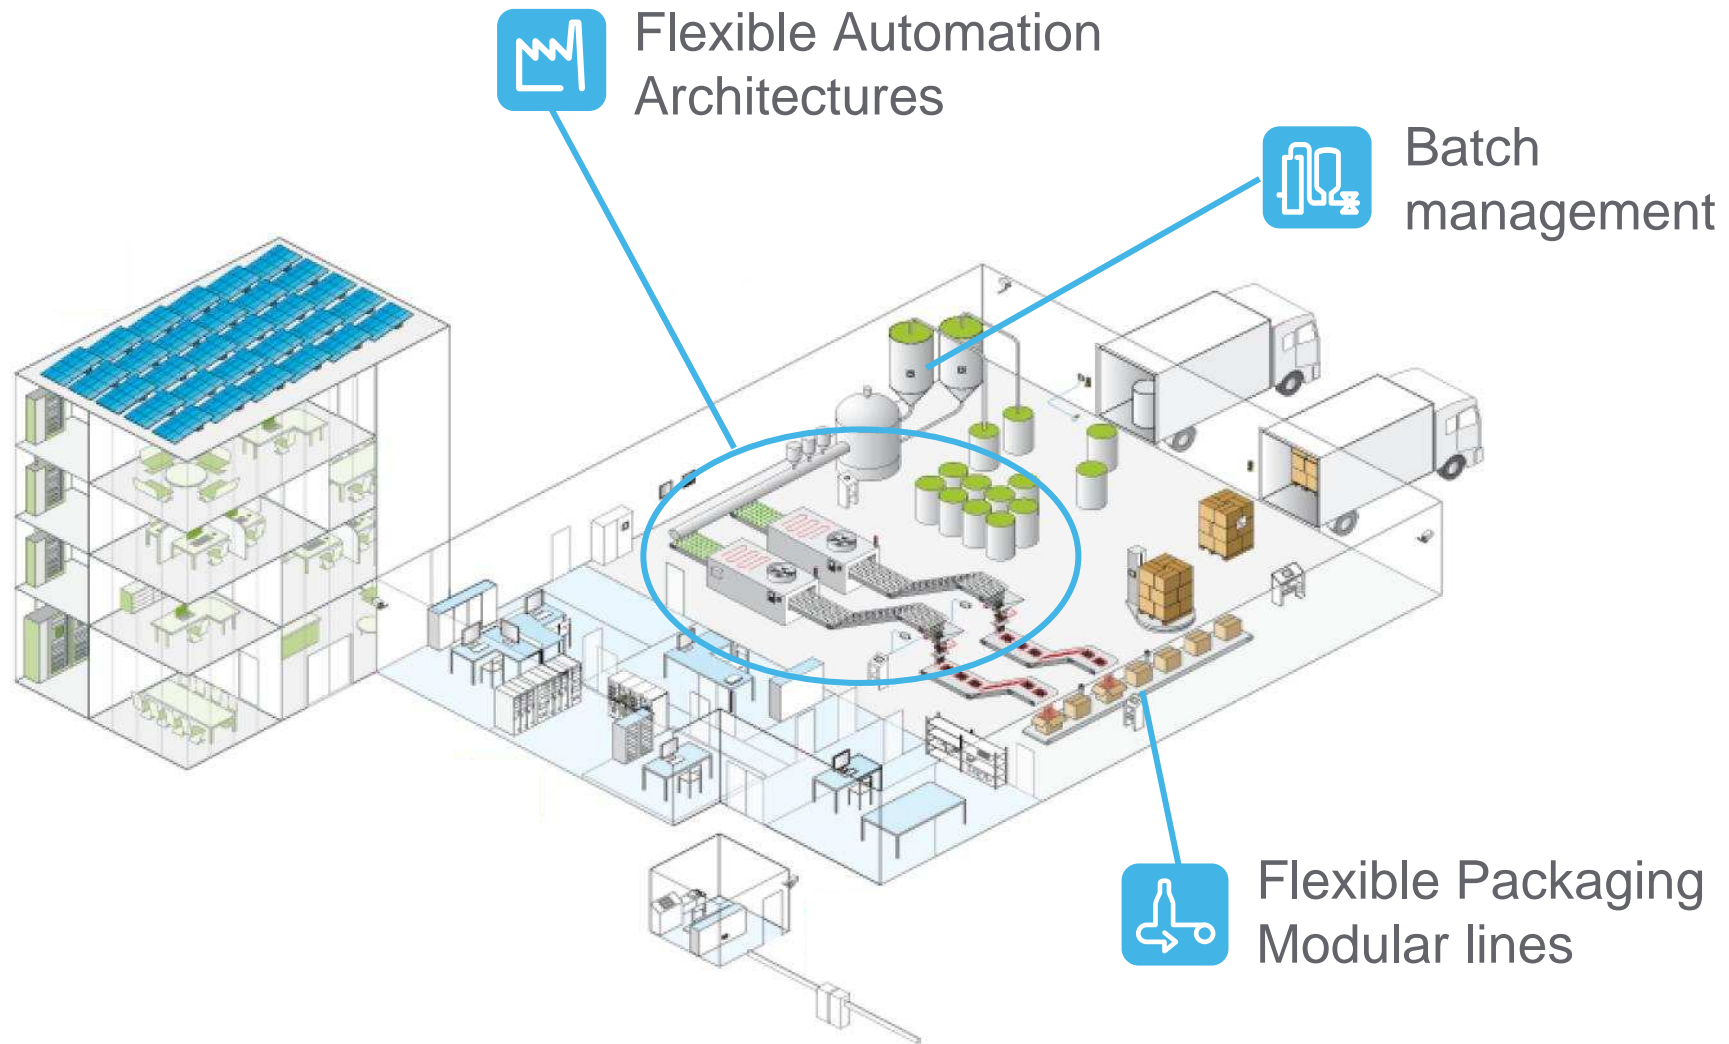 Flexible Automation
Architectures
Batch
management
Flexible Packaging
Modular lines